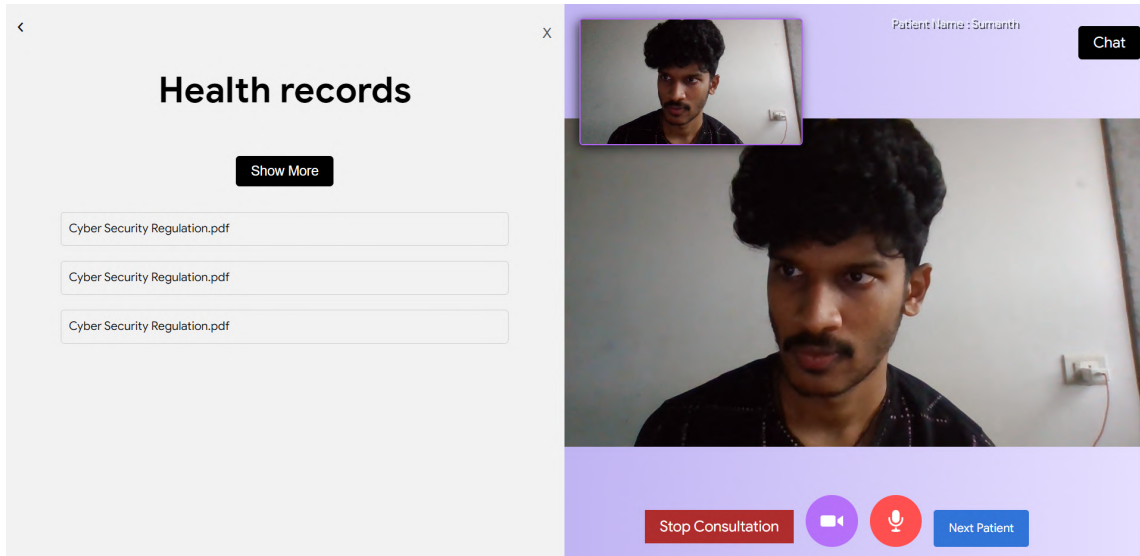 X
Health records
Show More
Cyber Security Regulation.pdf
Cyber Security Regulation.pdf
Cyber Security Regulation.pdf
Patient Name : Sumanth
Chat
Stop Consultation
Next Patient